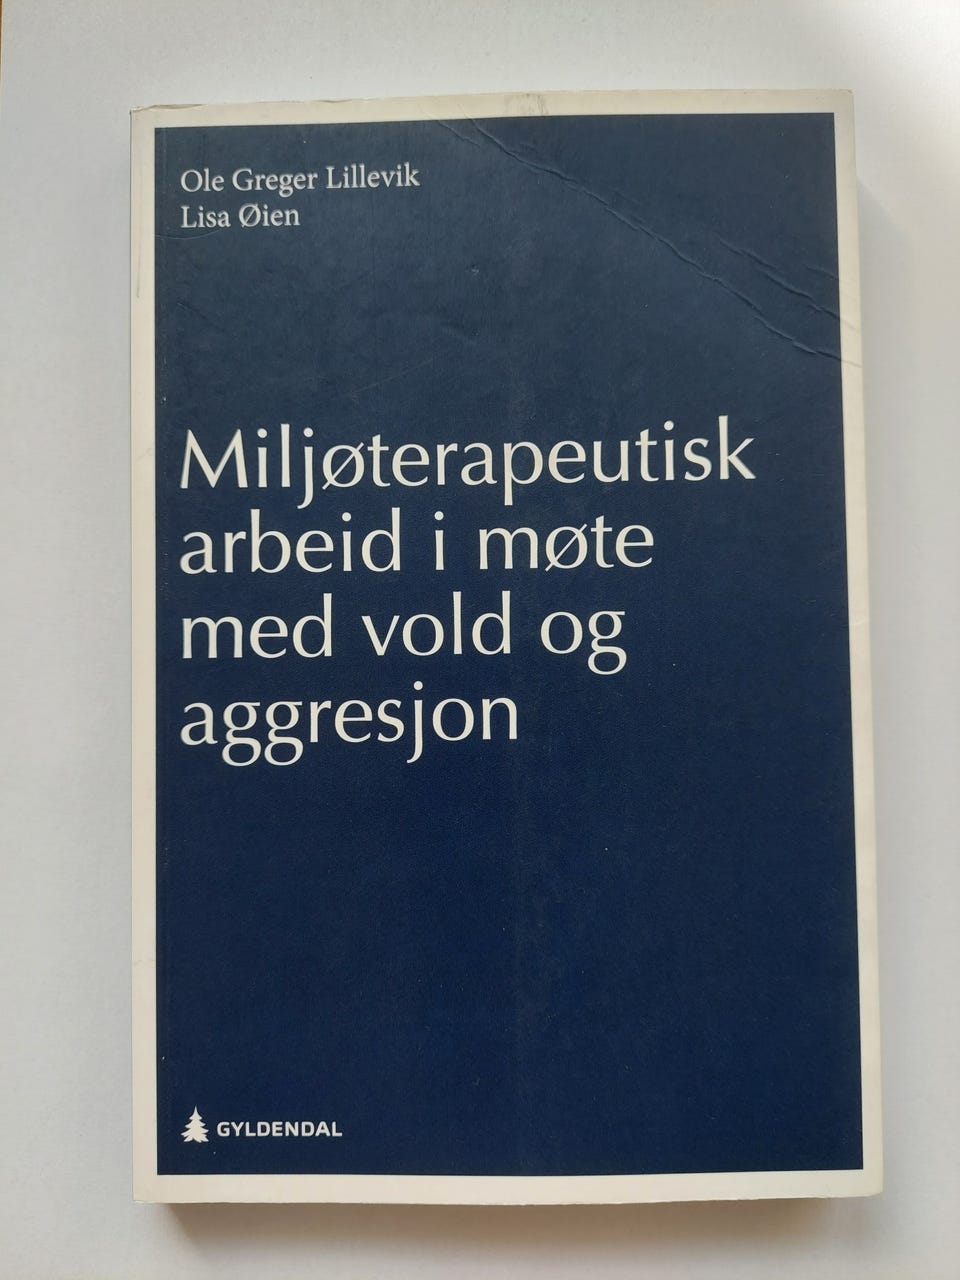 Ole Greger Lillevik
Lisa Øien
Miljøterapeutisk
arbeid i møte
med vold og
aggresjon
GYLDENDAL